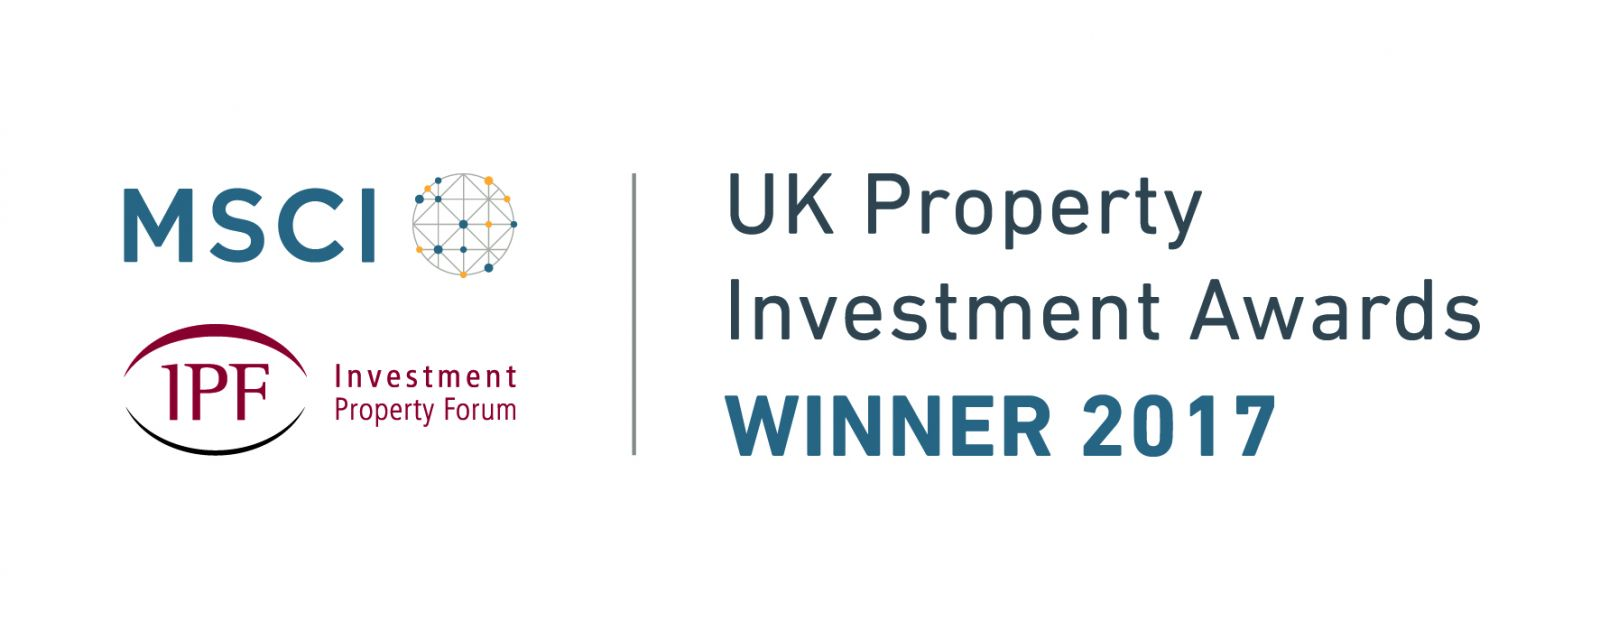 MSCI
IPF
Investment
Property Forum
UK Property
Investment Awards
WINNER 2017